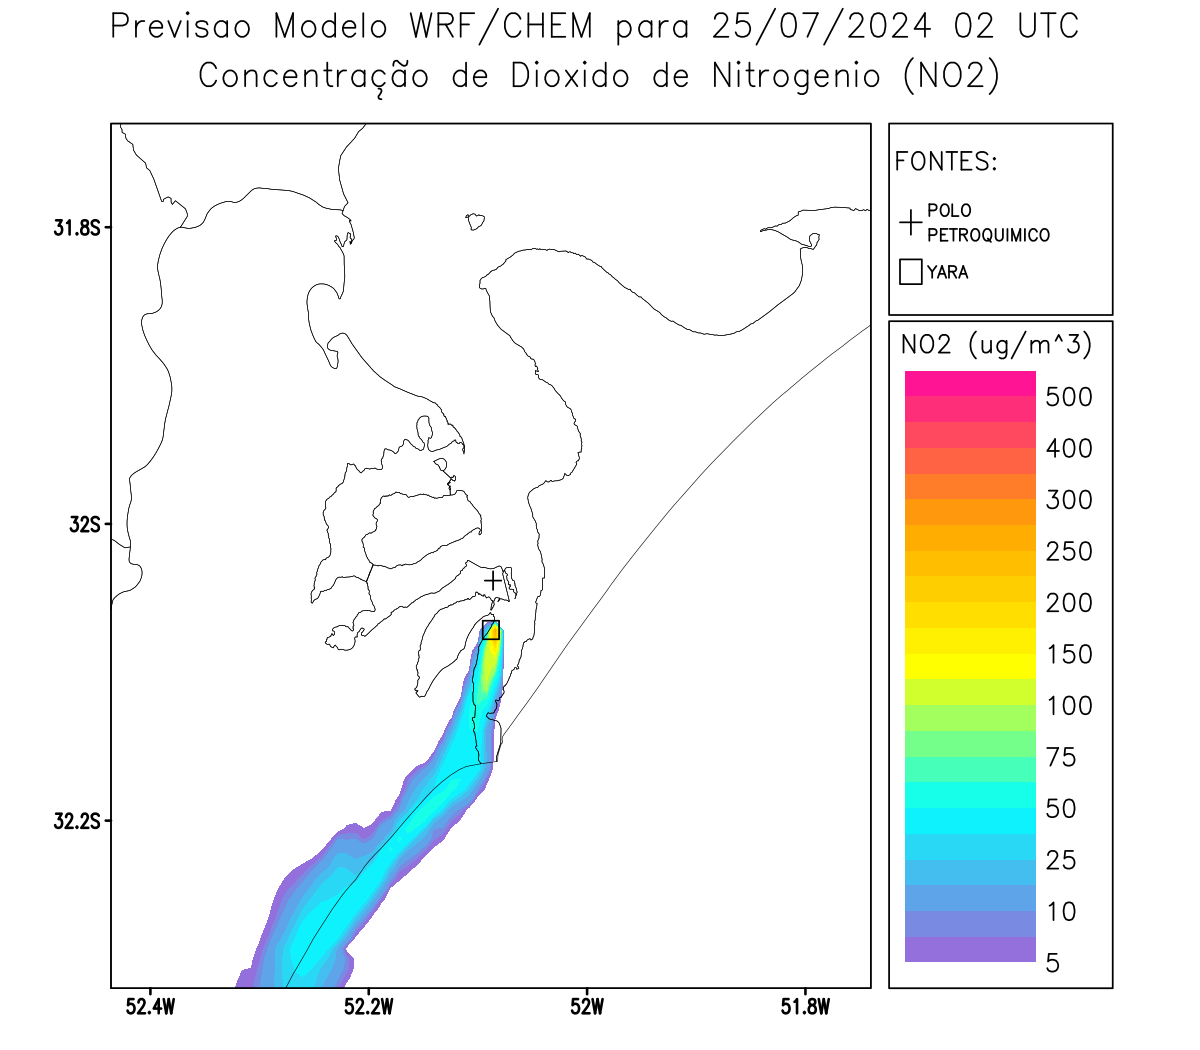 Previsao Modelo WRF/CHEM para 25/07/2024 02 UTC
Concentração de Dioxido de Nitrogenio (NO2)
FONTES:
POLO
PETROQUIMICO
YARA
NO2 (ug/m^3)
500
400
300
250
200
150
100
75
50
25
10
5
31.8S
32S
32.2S
52.4W
52.2W
52W
51.8W